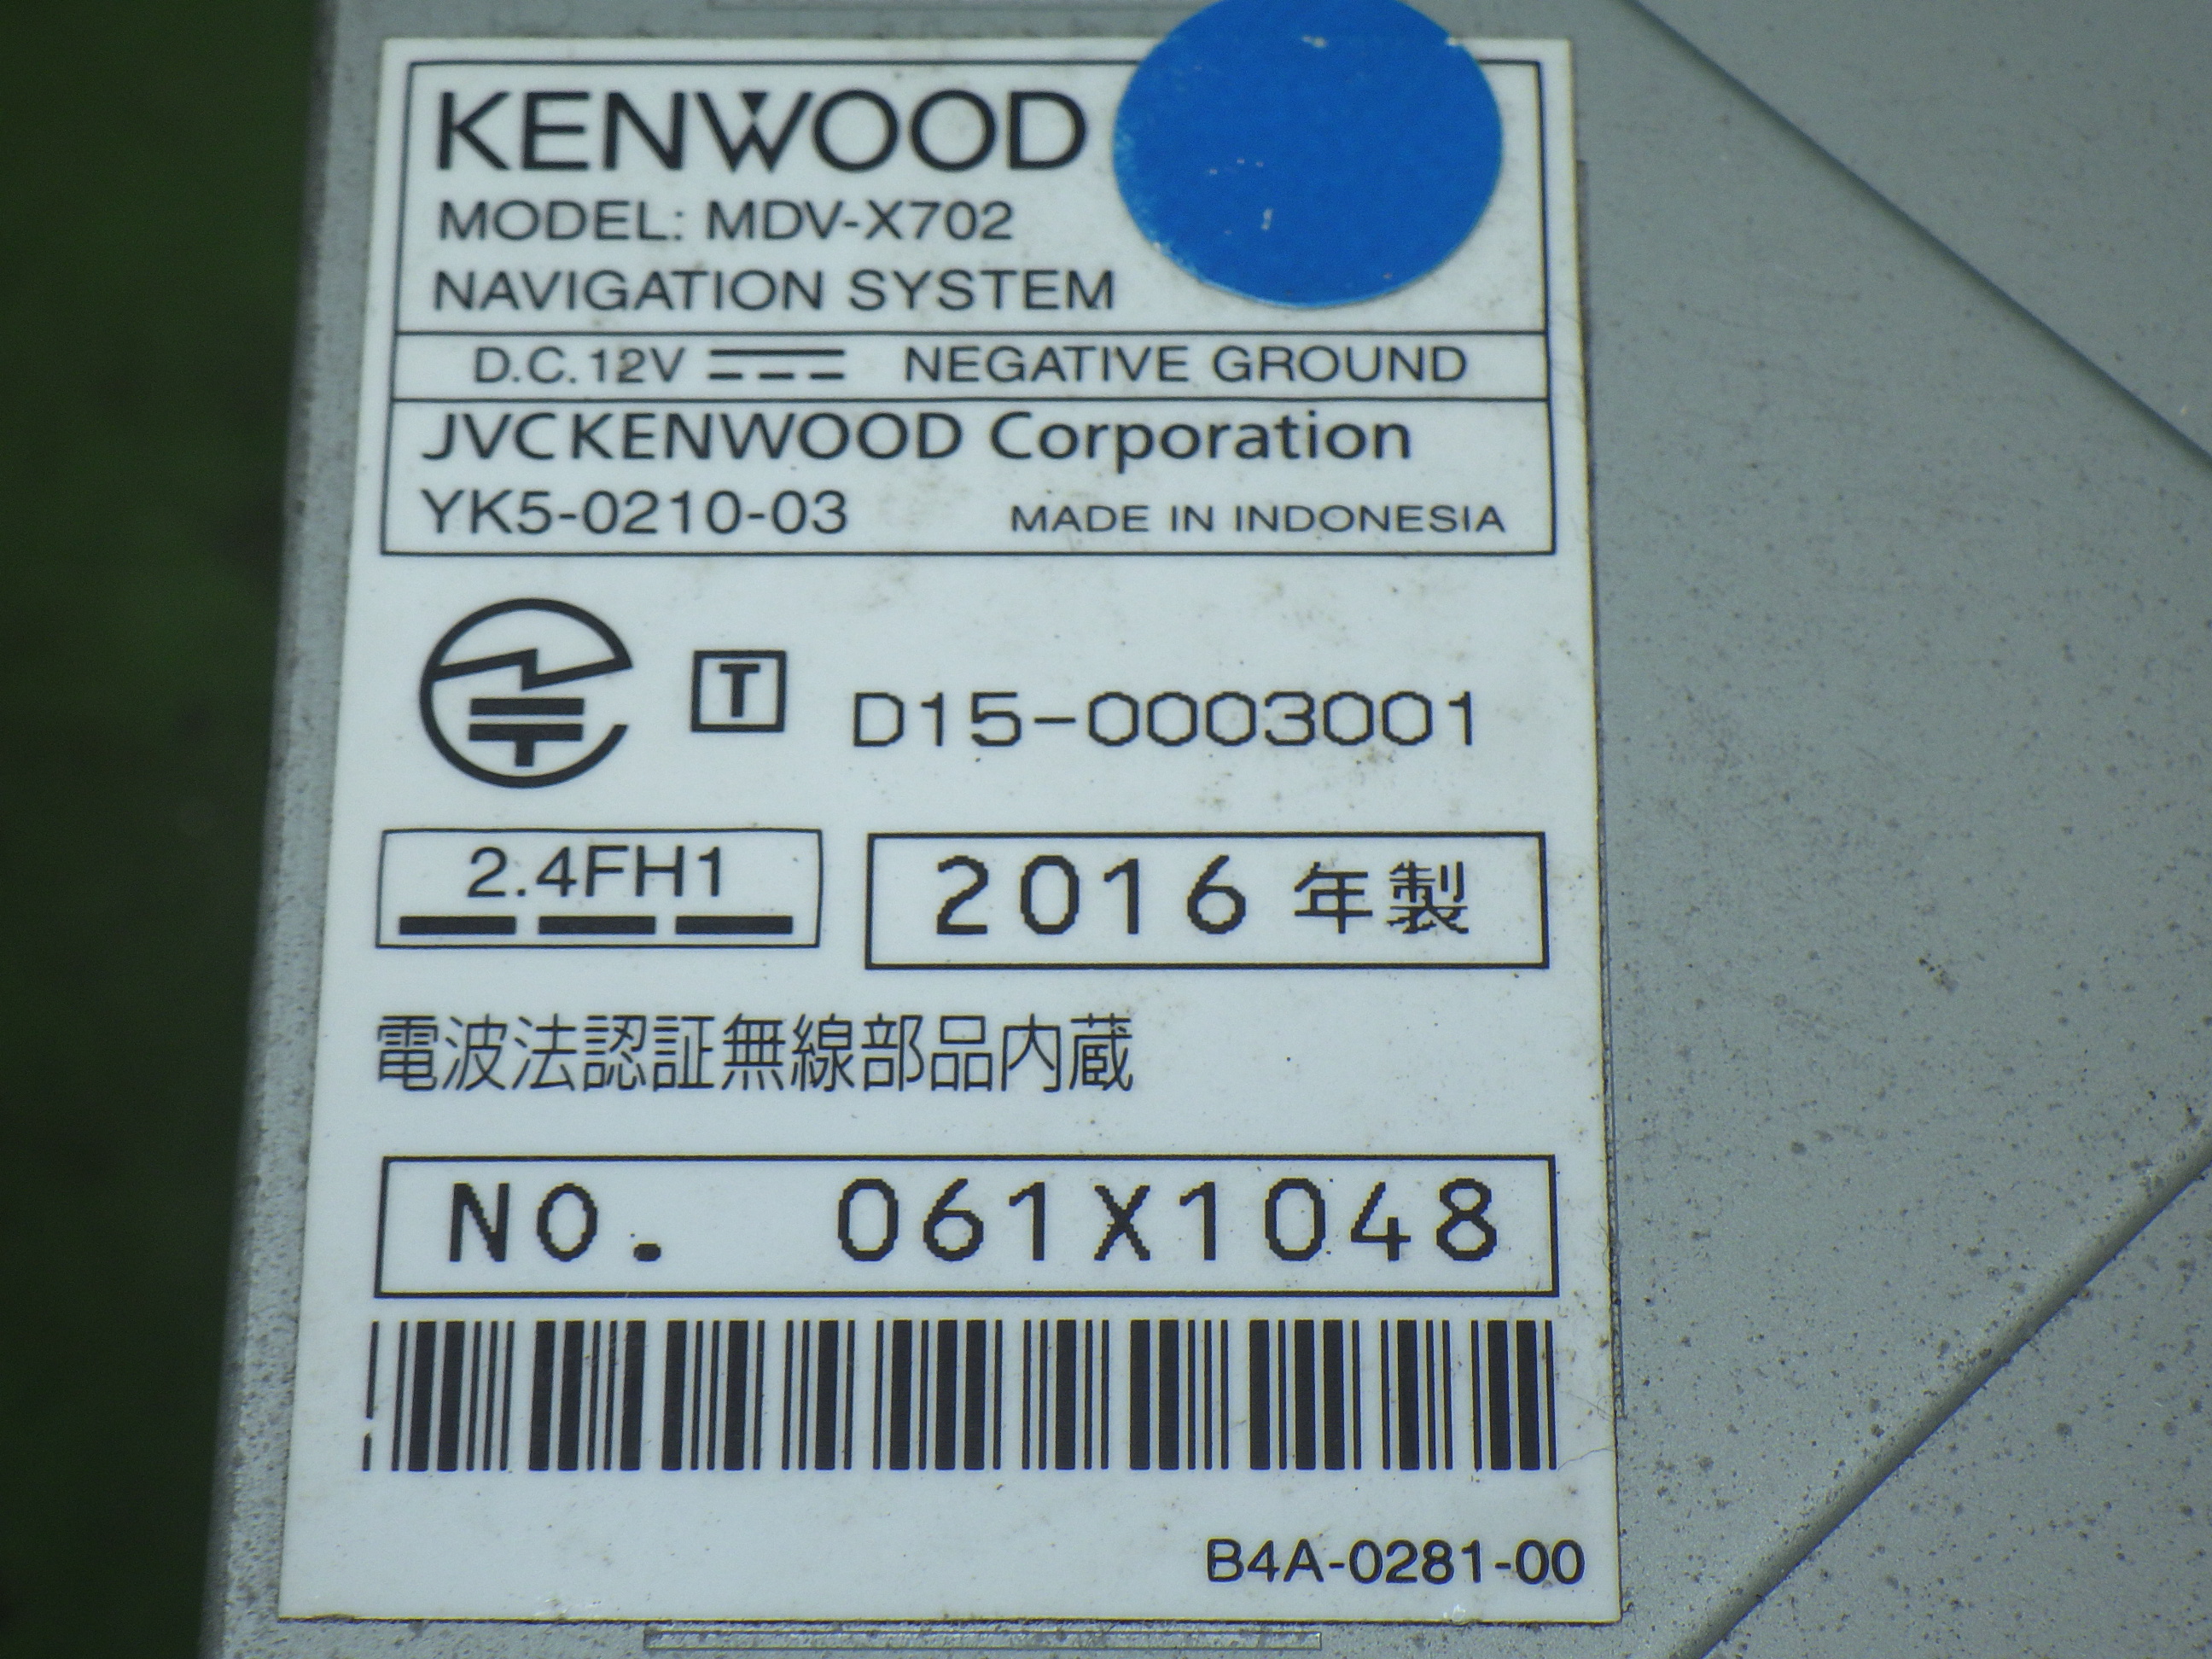 KENWOOD
MODEL: MDV-X702
NAVIGATION SYSTEM
D.C.12V NEGATIVE GROUND
JVCKENWOOD Corporation
YK5-0210-03 MADE IN INDONESIA
T D15-0003001
2.4FH1
2016 年製
電波法認証無線部品内蔵
NO. 061X1048
B4A-0281-00